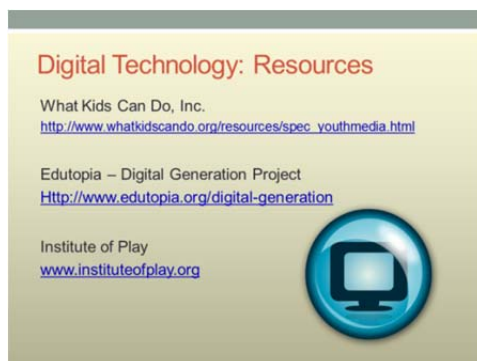 Digital Technology: Resources
What Kids Can Do, Inc.
http://www.whatkidscando.org/resources/spec_youthmedia.html
Edutopia – Digital Generation Project
Http://www.edutopia.org/digital-generation
Institute of Play
www.instituteofplay.org